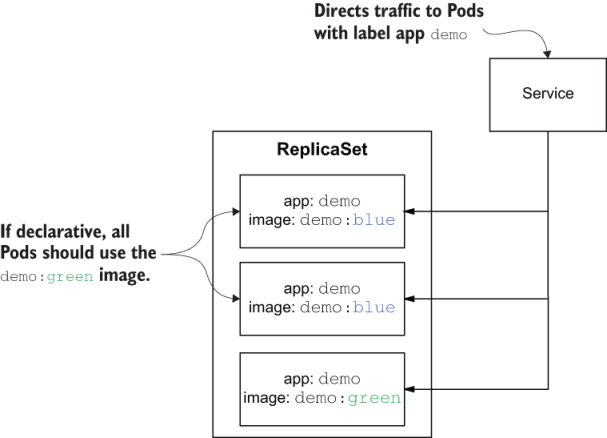 Directs traffic to Pods
with label app demo
Service
ReplicaSet
app: demo
image: demo:blue
If declarative, all
Pods should use the
demo:green image.
app: demo
image: demo:blue
app: demo
image: demo:green